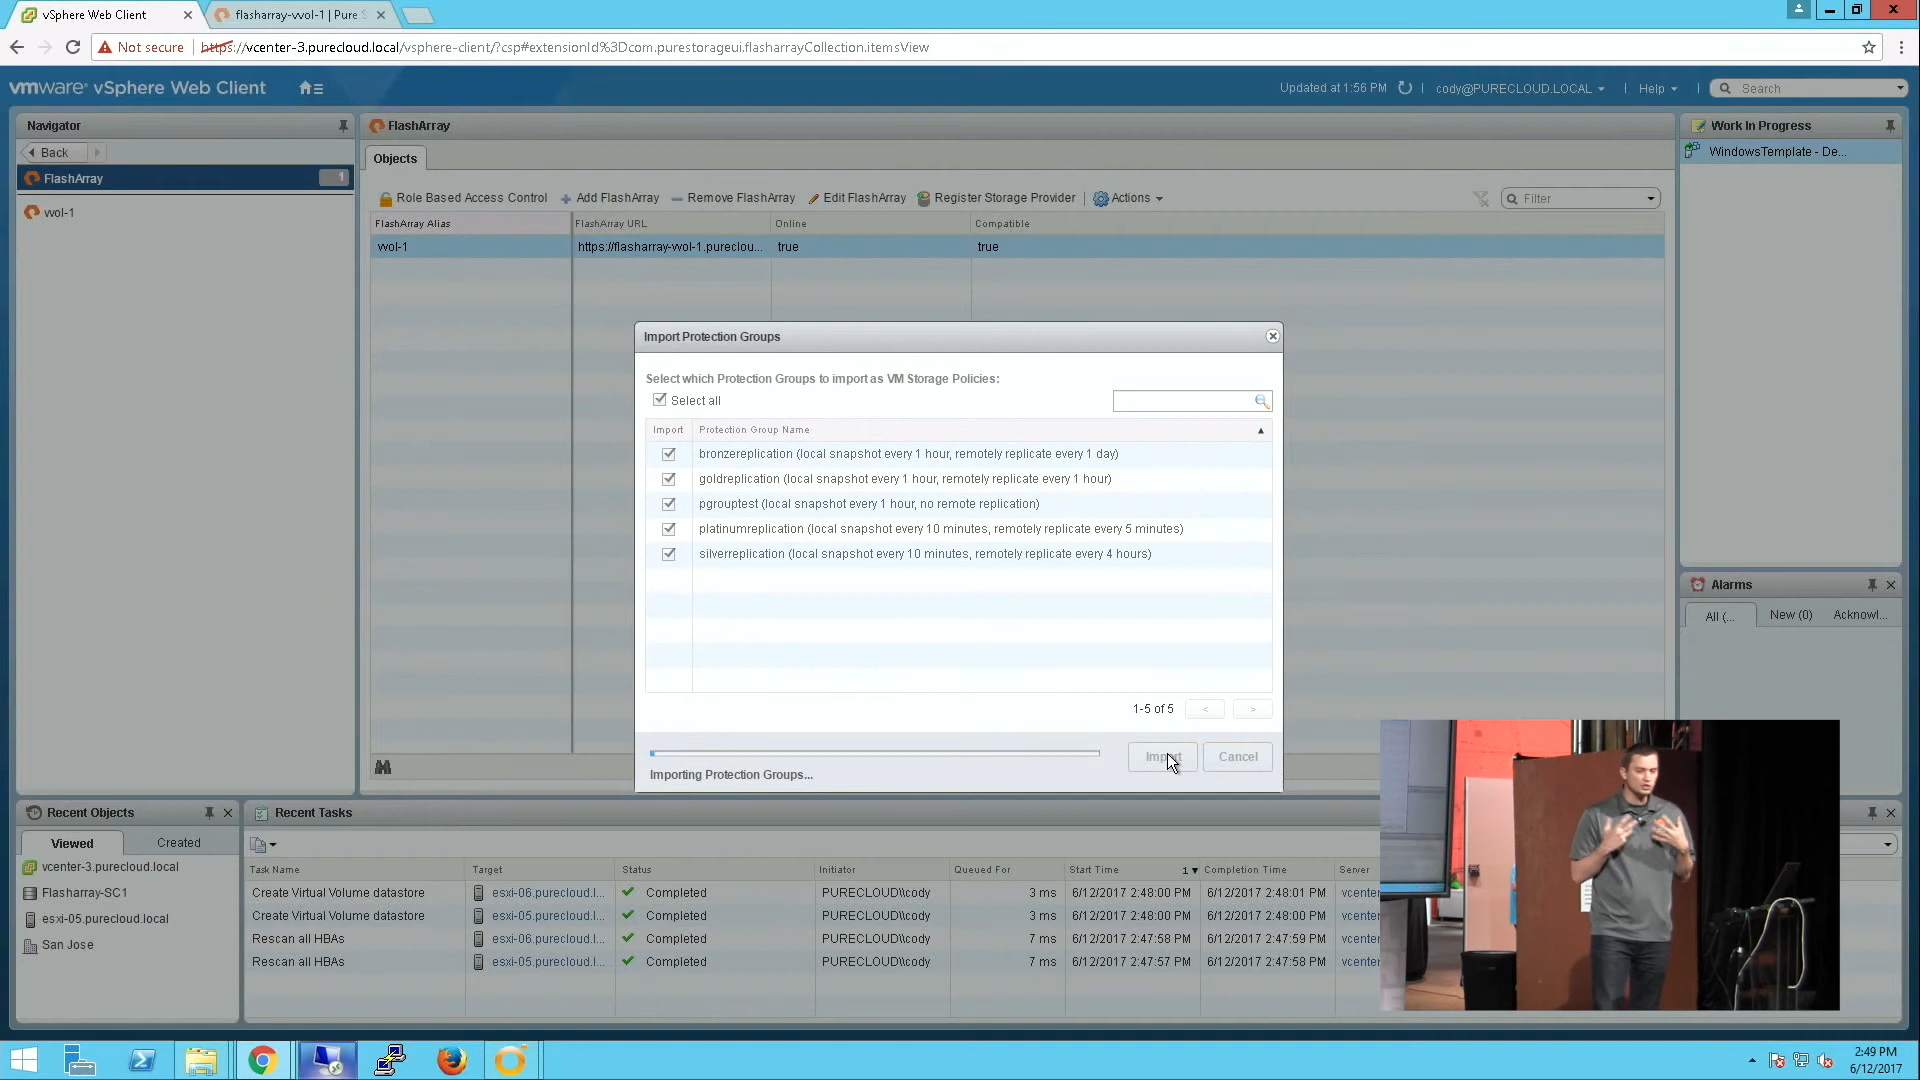 vSphere Web Client
flasharray-vvol-1 | Pure S
Not secure
https://vcenter-3.purecloud.local/vsphere-client/?csp#extensionId%3Dcom.purestorageui.flasharrayCollection.itemsView
vmware® vSphere Web Client
Updated at 1:56 PM
cody@PURECLOUD.LOCAL
Help
Search
Navigator
Back
FlashArray 1
vvol-1
FlashArray
Objects
Role Based Access Control
Add FlashArray
Remove FlashArray
Edit FlashArray
Register Storage Provider
Actions
Filter
FlashArray Alias FlashArray URL Online Compatible
vvol-1 https://flasharray-vvol-1.pureclou... true true
Import Protection Groups
Select which Protection Groups to import as VM Storage Policies:
Select all
Import Protection Group Name
bronzereplication (local snapshot every 1 hour, remotely replicate every 1 day)
goldreplication (local snapshot every 1 hour, remotely replicate every 1 hour)
pgrouptest (local snapshot every 1 hour, no remote replication)
platinumreplication (local snapshot every 10 minutes, remotely replicate every 5 minutes)
silverreplication (local snapshot every 10 minutes, remotely replicate every 4 hours)
1-5 of 5 < >
Importing Protection Groups...
Import
Cancel
Work In Progress
WindowsTemplate - De...
Alarms
All (... New (0) Acknowl...
Recent Objects
Viewed Created
vcenter-3.purecloud.local
Flasharray-SC1
esxi-05.purecloud.local
San Jose
Recent Tasks
Task Name Target Status Initiator Queued For Start Time 1 Completion Time Server
Create Virtual Volume datastore esxi-06.purecloud.l... Completed PURECLOUD\\cody 3 ms 6/12/2017 2:48:00 PM 6/12/2017 2:48:01 PM vcenter
Create Virtual Volume datastore esxi-05.purecloud.l... Completed PURECLOUD\\cody 3 ms 6/12/2017 2:48:00 PM 6/12/2017 2:48:00 PM vcenter
Rescan all HBAs esxi-06.purecloud.l... Completed PURECLOUD\\cody 7 ms 6/12/2017 2:47:58 PM 6/12/2017 2:47:59 PM vcenter
Rescan all HBAs esxi-05.purecloud.l... Completed PURECLOUD\\cody 7 ms 6/12/2017 2:47:57 PM 6/12/2017 2:47:58 PM vcenter
2:49 PM
6/12/2017